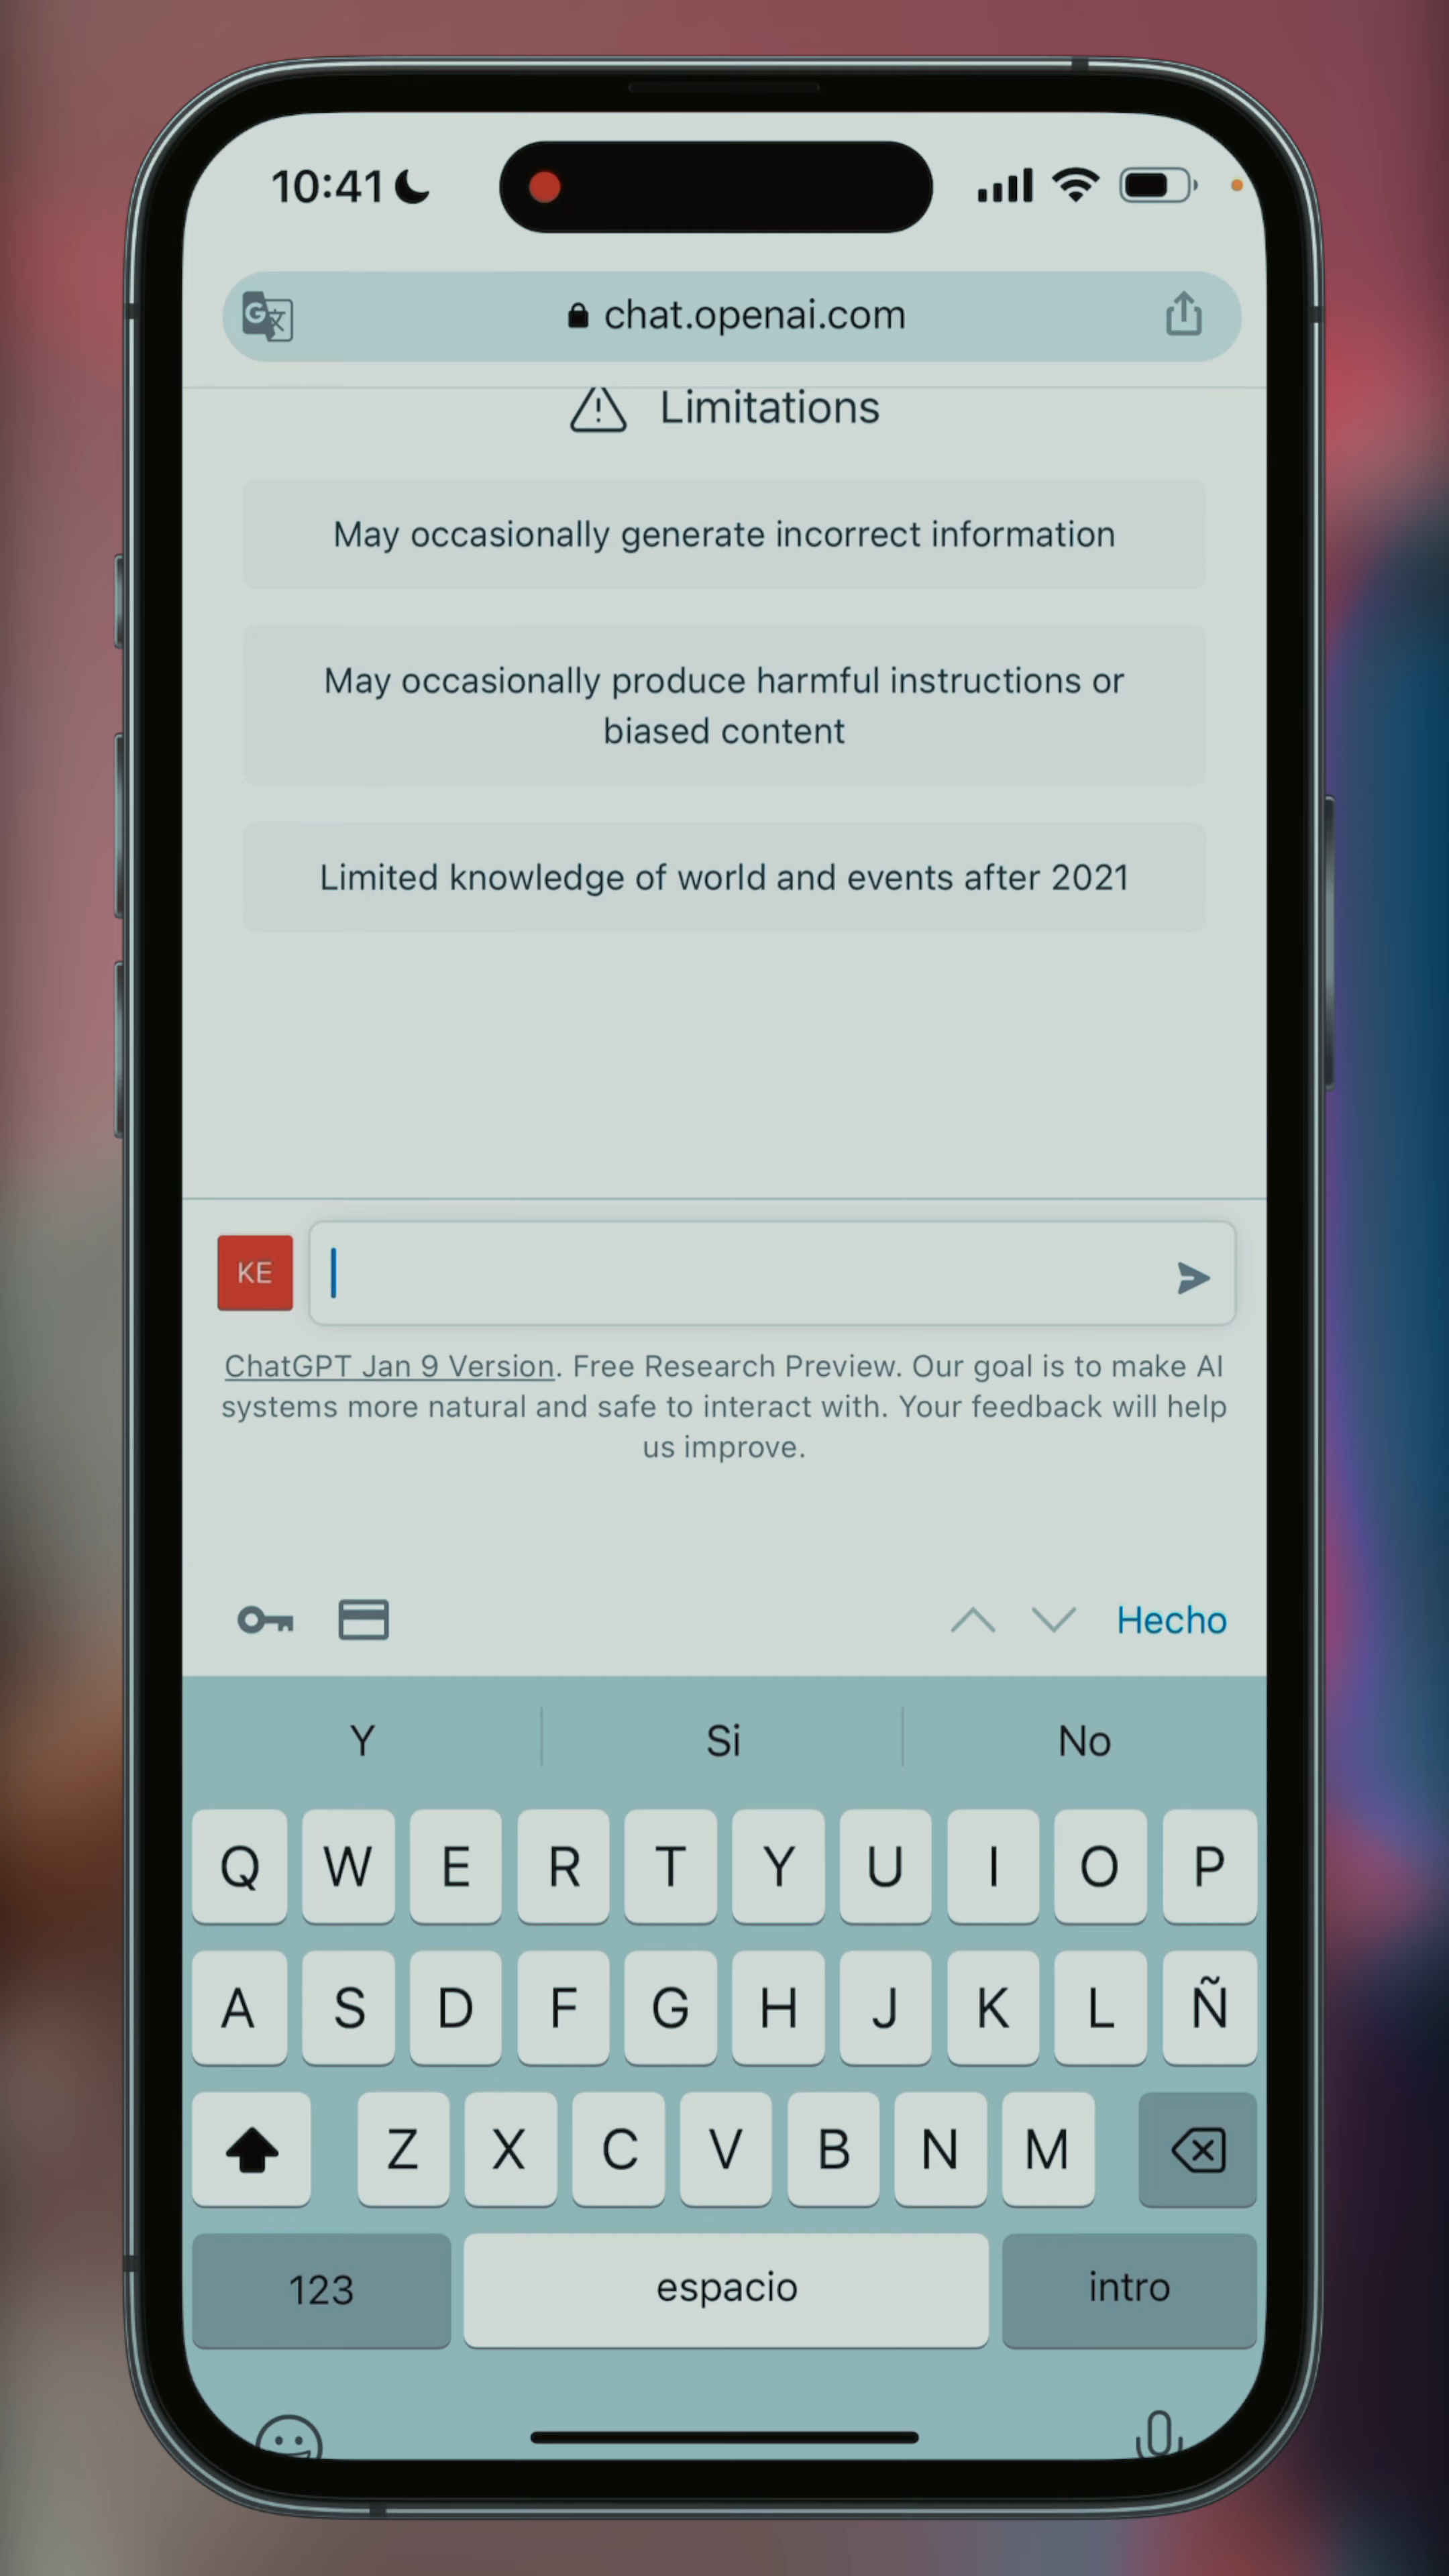 10:41
chat.openai.com
Limitations
May occasionally generate incorrect information
May occasionally produce harmful instructions or
biased content
Limited knowledge of world and events after 2021
KE
ChatGPT Jan 9 Version. Free Research Preview. Our goal is to make AI
systems more natural and safe to interact with. Your feedback will help
us improve.
Hecho
Y Si No
Q W E R T Y U I O P
A S D F G H J K L Ñ
Z X C V B N M
123 espacio intro